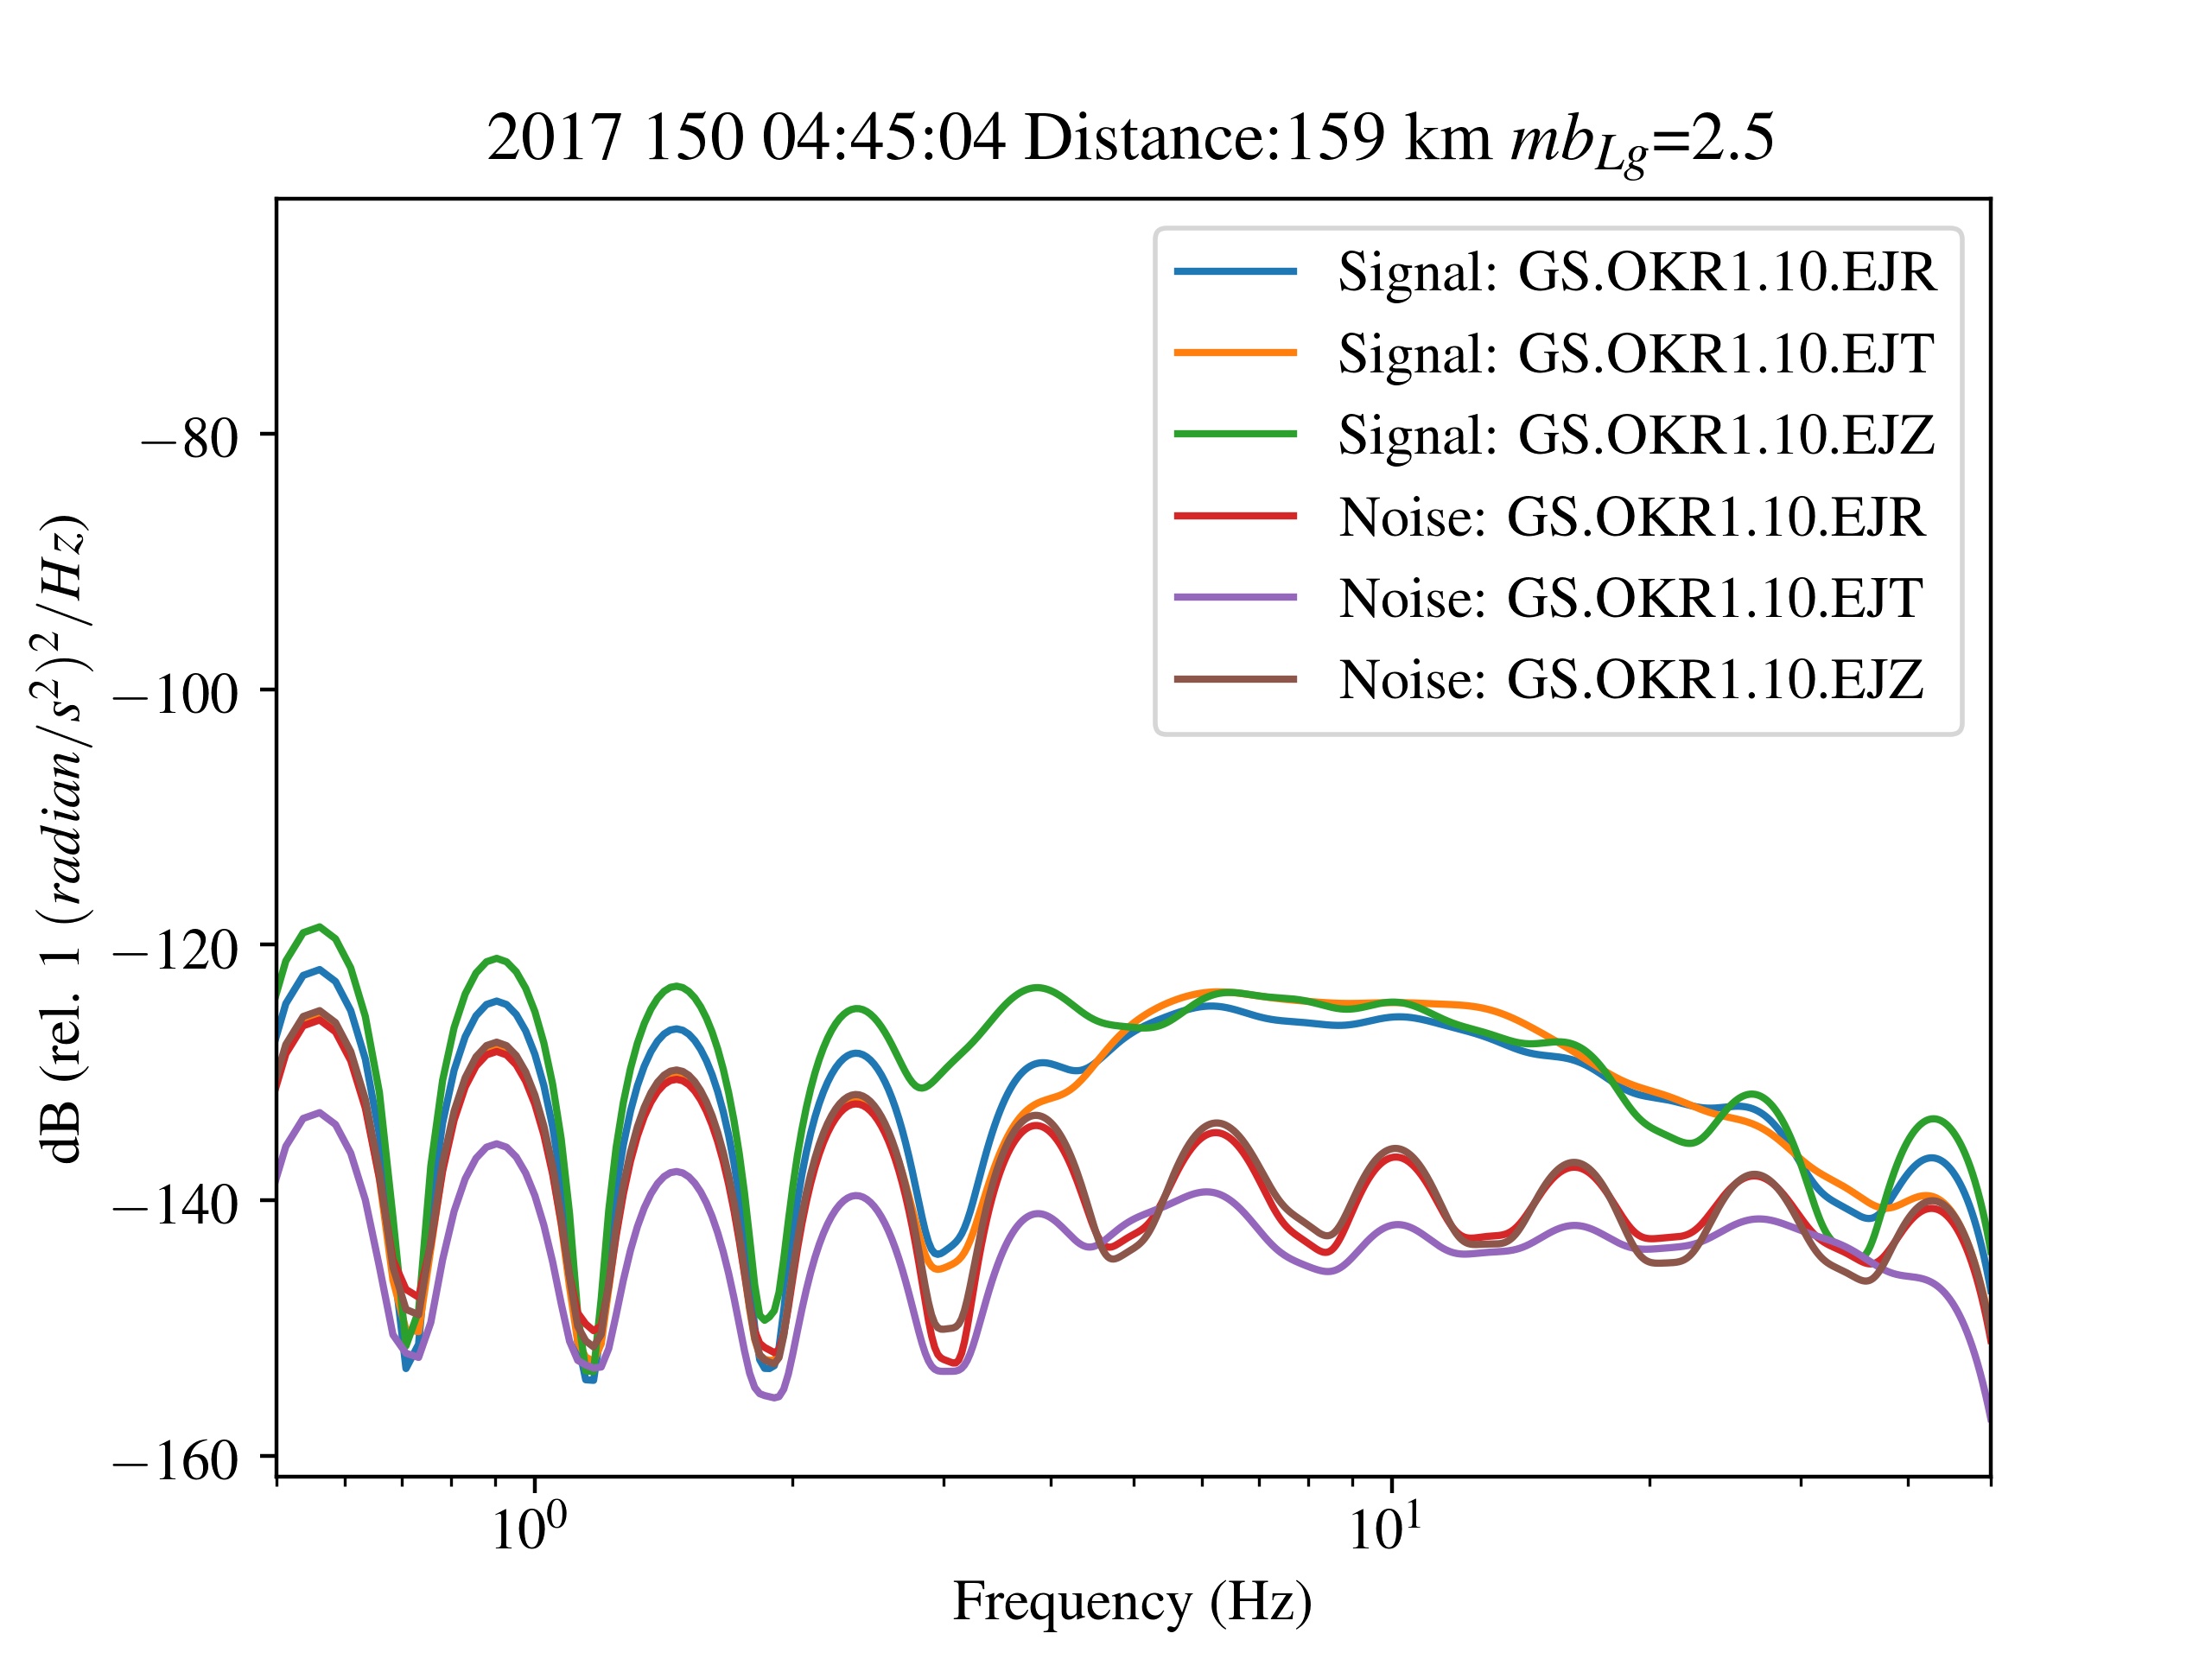 2017 150 04:45:04 Distance:159 km mb_Lg=2.5
Signal: GS.OKR1.10.EJR
Signal: GS.OKR1.10.EJT
Signal: GS.OKR1.10.EJZ
Noise: GS.OKR1.10.EJR
Noise: GS.OKR1.10.EJT
Noise: GS.OKR1.10.EJZ
dB (rel. 1 (radian/s²)²/Hz)
−80
−100
−120
−140
−160
10⁰
10¹
Frequency (Hz)